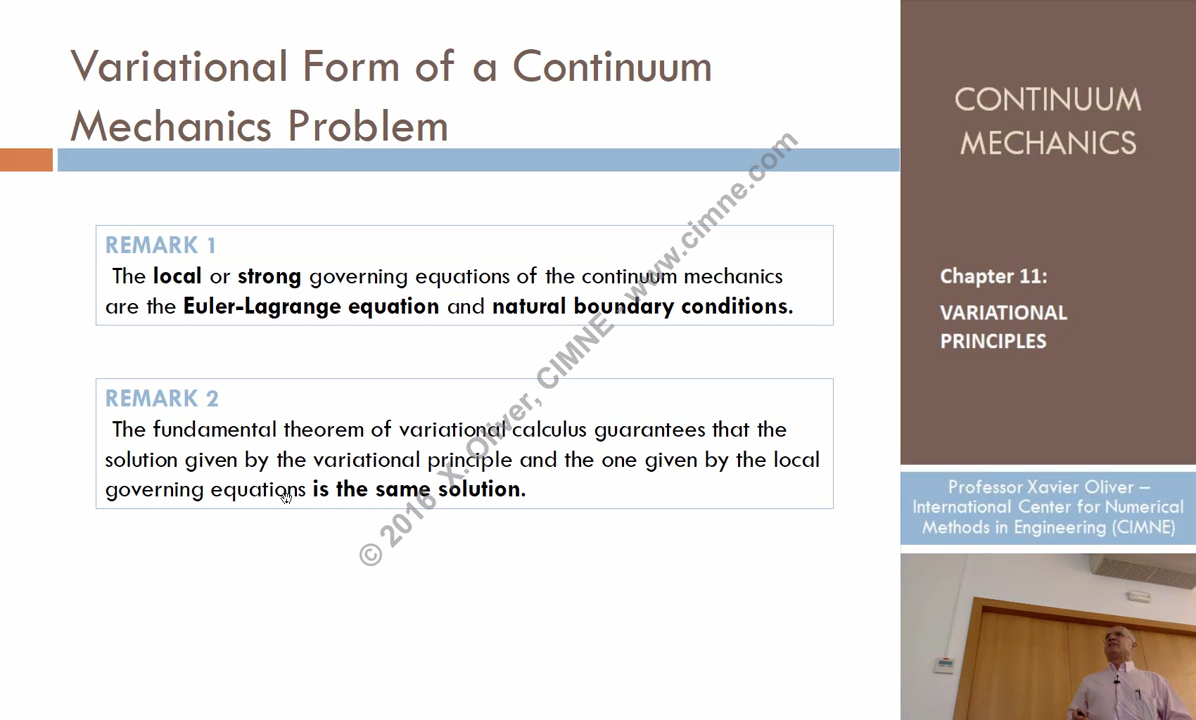 Variational Form of a Continuum
Mechanics Problem
REMARK 1
The local or strong governing equations of the continuum mechanics
are the Euler-Lagrange equation and natural boundary conditions.
REMARK 2
The fundamental theorem of variational calculus guarantees that the
solution given by the variational principle and the one given by the local
governing equations is the same solution.
© 2016 X. Oliver, CIMNE - www.cimne.com
CONTINUUM
MECHANICS
Chapter 11:
VARIATIONAL
PRINCIPLES
Professor Xavier Oliver –
International Center for Numerical
Methods in Engineering (CIMNE)